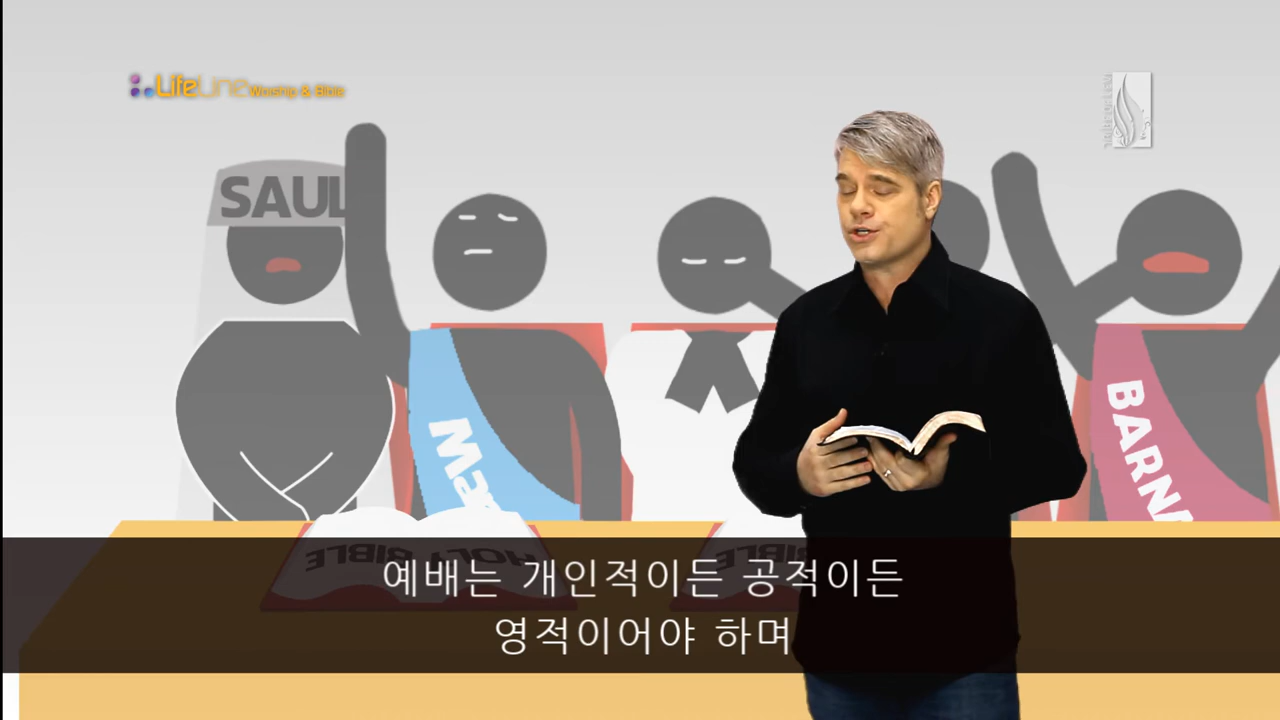 LifeLine Worship & Bible
SAUL
BARNA
HOLY BIBLE
예배는 개인적이든 공적이든
영적이어야 하며